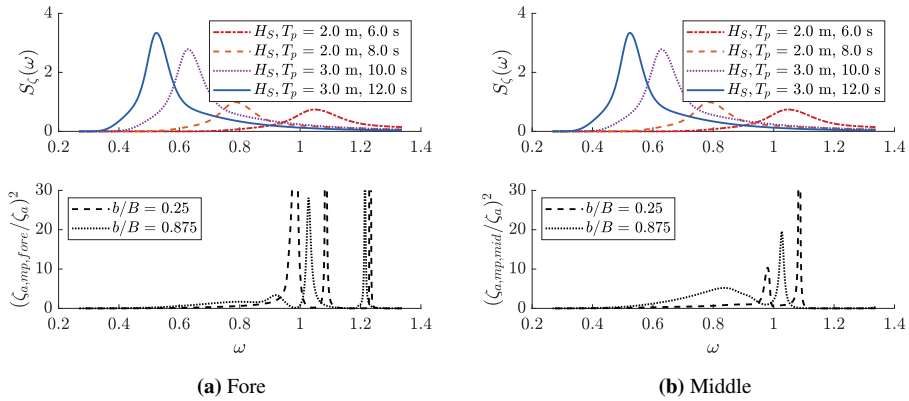 4
2
0
S_ζ(ω)
H_S, T_p = 2.0 m, 6.0 s
H_S, T_p = 2.0 m, 8.0 s
H_S, T_p = 3.0 m, 10.0 s
H_S, T_p = 3.0 m, 12.0 s
0.2 0.4 0.6 0.8 1 1.2 1.4
30
20
10
0
(ζ_{a,mp,fore}/ζ_a)^2
b/B = 0.25
b/B = 0.875
0.2 0.4 0.6 0.8 1 1.2 1.4
ω
(a) Fore
4
2
0
S_ζ(ω)
H_S, T_p = 2.0 m, 6.0 s
H_S, T_p = 2.0 m, 8.0 s
H_S, T_p = 3.0 m, 10.0 s
H_S, T_p = 3.0 m, 12.0 s
0.2 0.4 0.6 0.8 1 1.2 1.4
30
20
10
0
(ζ_{a,mp,mid}/ζ_a)^2
b/B = 0.25
b/B = 0.875
0.2 0.4 0.6 0.8 1 1.2 1.4
ω
(b) Middle